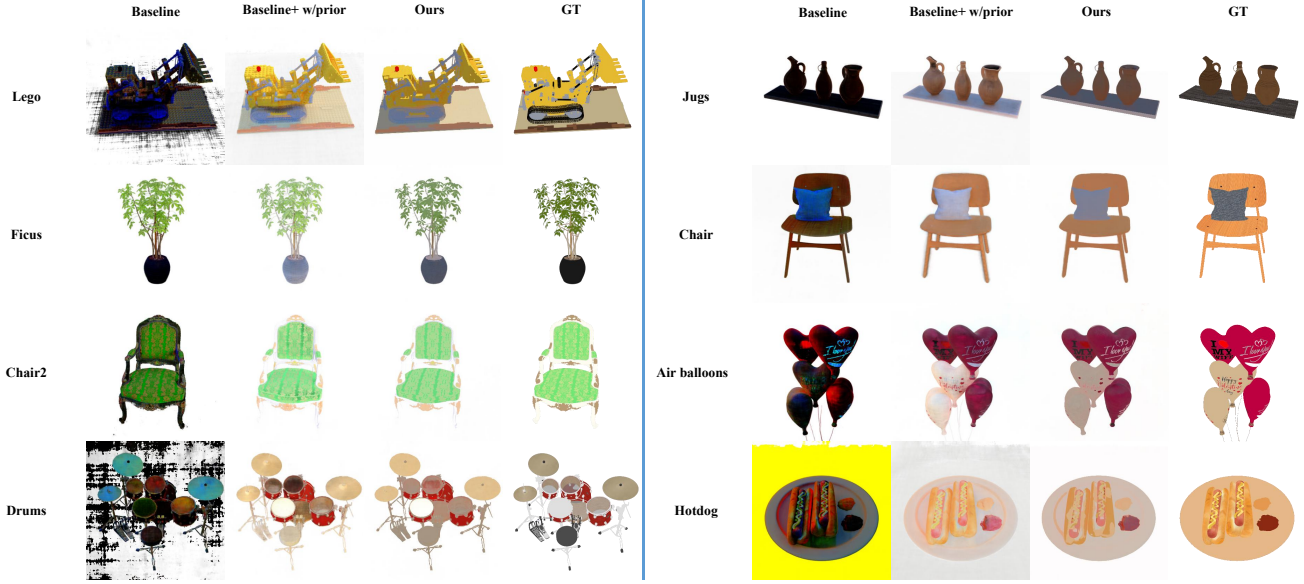 Baseline Baseline+ w/prior Ours GT
Lego
Ficus
Chair2
Drums
Baseline Baseline+ w/prior Ours GT
Jugs
Chair
Air balloons
Hotdog